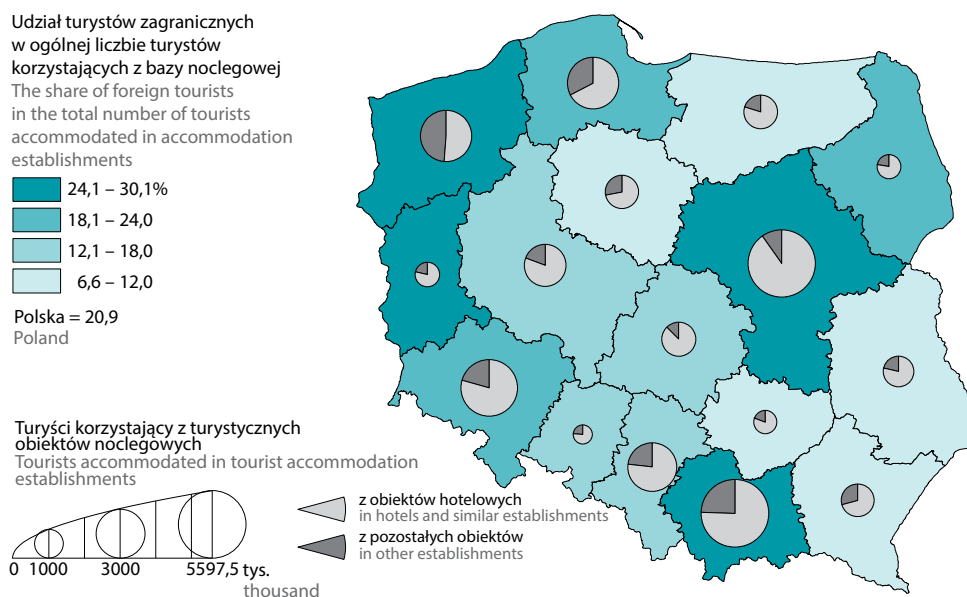 Udział turystów zagranicznych
w ogólnej liczbie turystów
korzystających z bazy noclegowej
The share of foreign tourists
in the total number of tourists
accommodated in accommodation
establishments
24,1 – 30,1%
18,1 – 24,0
12,1 – 18,0
6,6 – 12,0
Polska = 20,9
Poland
Turyści korzystający z turystycznych
obiektów noclegowych
Tourists accommodated in tourist accommodation
establishments
z obiektów hotelowych
in hotels and similar establishments
z pozostałych obiektów
in other establishments
0 1000 3000 5597,5 tys.
thousand